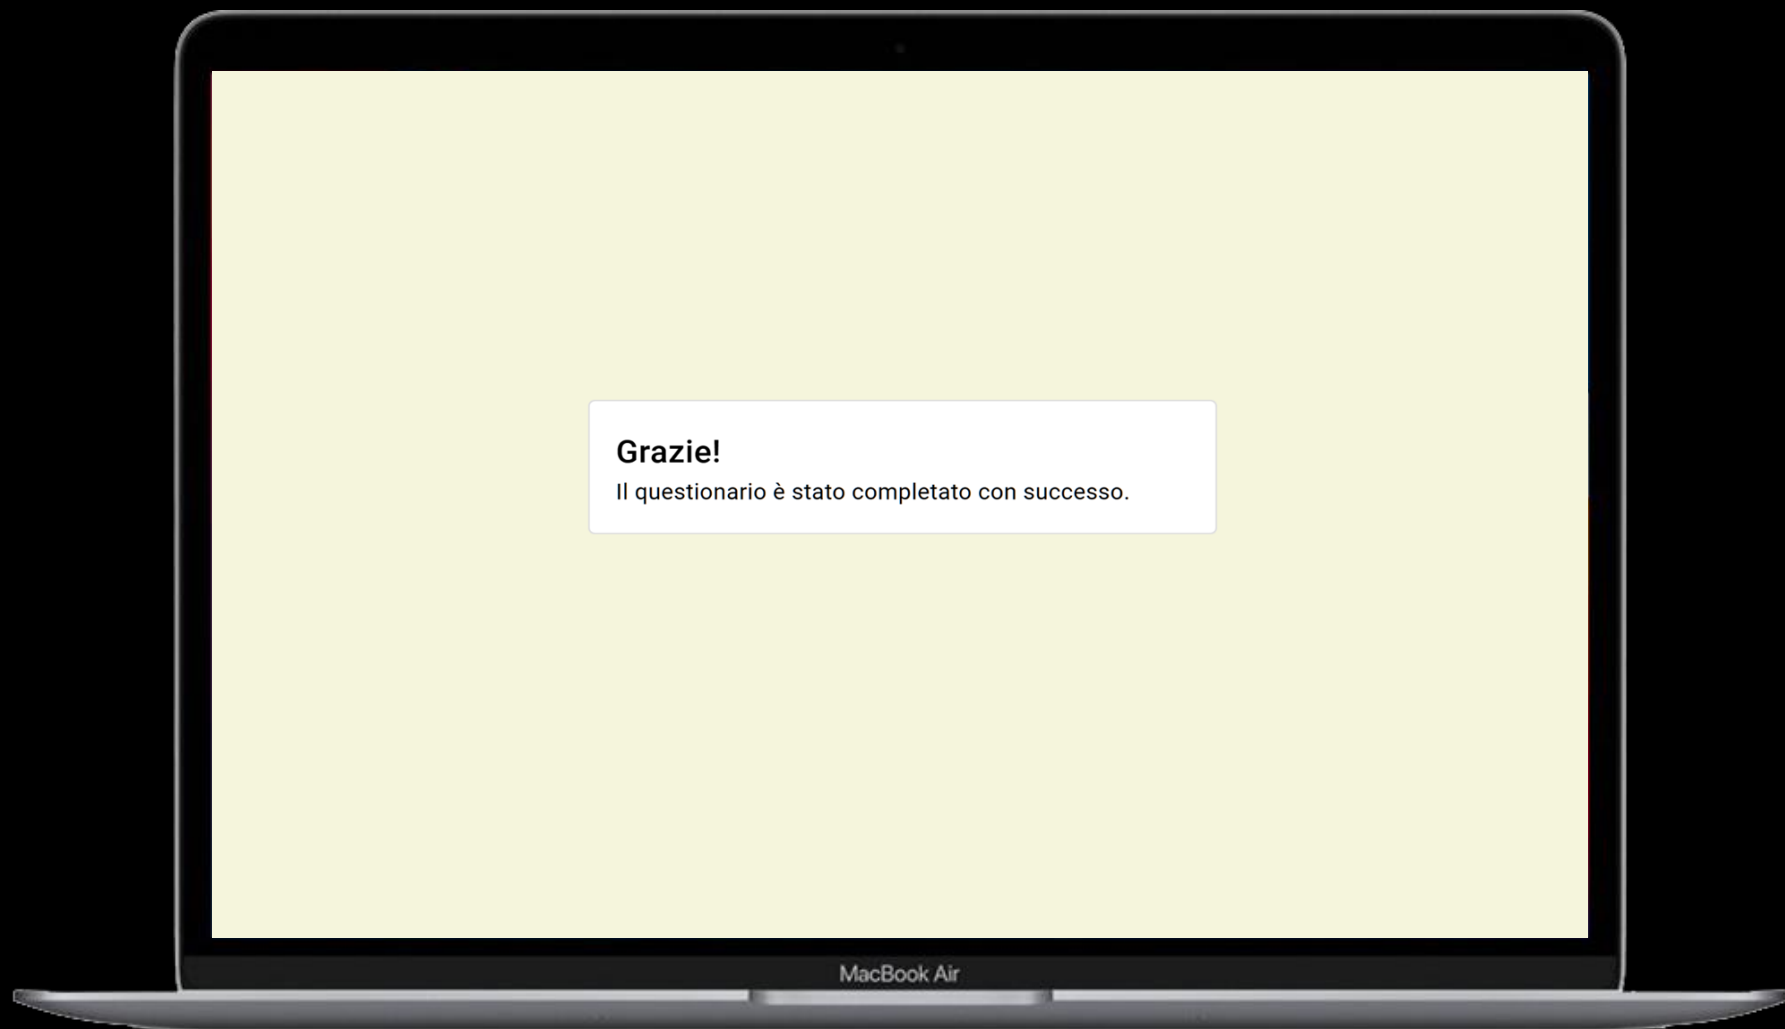 Grazie!
Il questionario è stato completato con successo.
MacBook Air